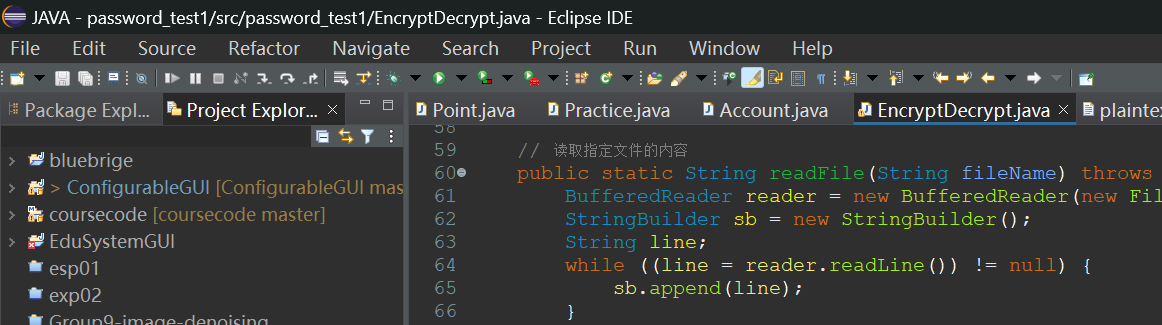 JAVA - password_test1/src/password_test1/EncryptDecrypt.java - Eclipse IDE
File Edit Source Refactor Navigate Search Project Run Window Help
Package Expl... Project Explor... Point.java Practice.java Account.java EncryptDecrypt.java plaintex
58
59 // 读取指定文件的内容
bluebrige
60 public static String readFile(String fileName) throws
> ConfigurableGUI [ConfigurableGUI mas
61 BufferedReader reader = new BufferedReader(new Fil
coursecode [coursecode master]
62 StringBuilder sb = new StringBuilder();
EduSystemGUI
63 String line;
esp01
64 while ((line = reader.readLine()) != null) {
exp02
65 sb.append(line);
Group9-image-denoising
66 }